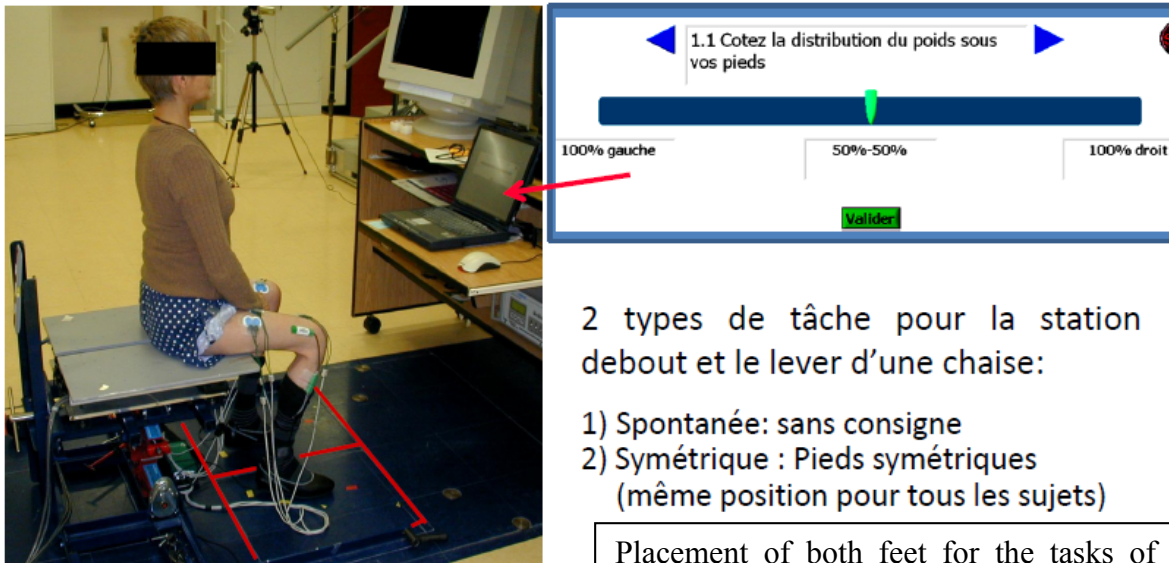 1.1 Cotez la distribution du poids sous
vos pieds
100% gauche
50%-50%
100% droit
Valider
2 types de tâche pour la station
debout et le lever d'une chaise:
1) Spontanée: sans consigne
2) Symétrique : Pieds symétriques
(même position pour tous les sujets)
Placement of both feet for the tasks of